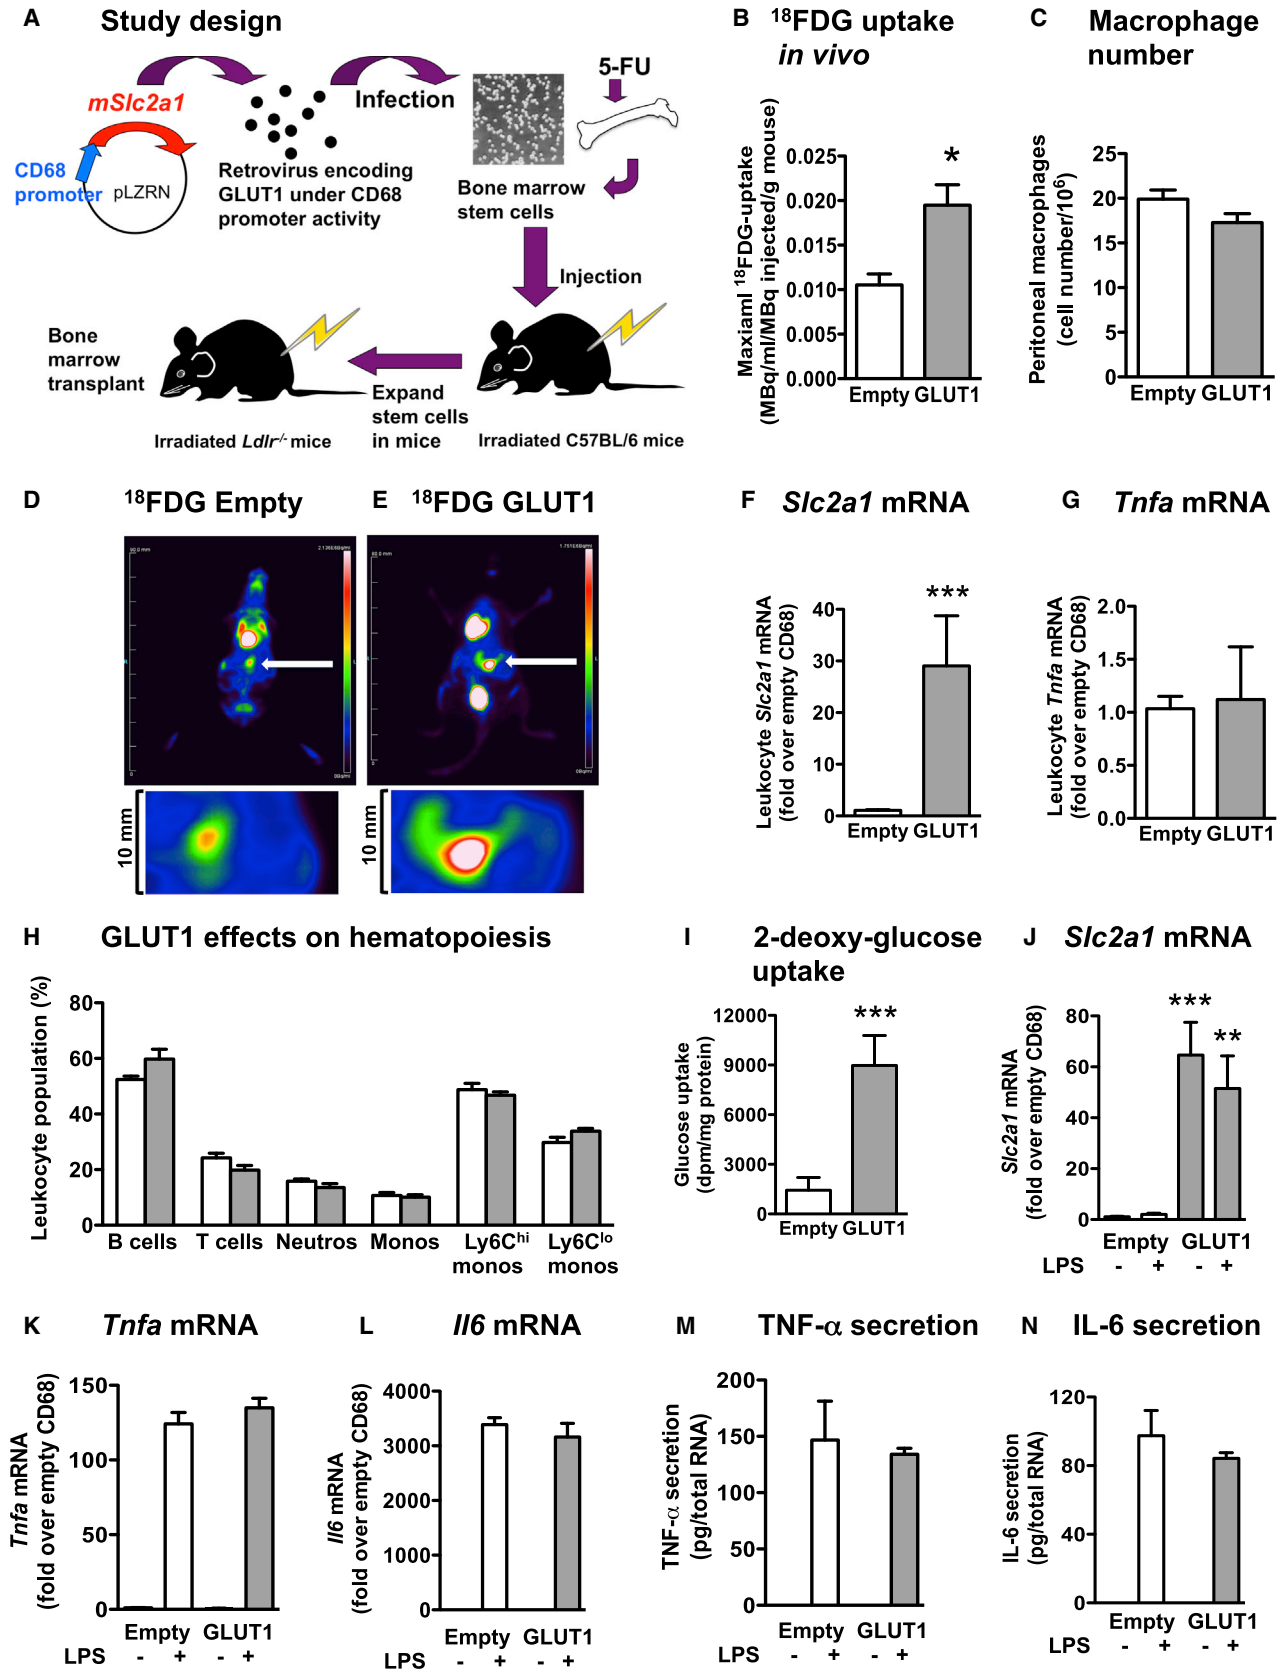 A Study design
mSlc2a1
CD68
promoter
pLZRN
Retrovirus encoding
GLUT1 under CD68
promoter activity
Infection
5-FU
Bone marrow
stem cells
Injection
Bone
marrow
transplant
Expand
stem cells
in mice
Irradiated Ldlr-/- mice
Irradiated C57BL/6 mice
B 18FDG uptake
in vivo
Maxiaml 18FDG-uptake
(MBq/ml/MBq injected/g mouse)
0.025
0.020
0.015
0.010
0.005
0.000
*
Empty GLUT1
C Macrophage
number
Peritoneal macrophages
(cell number/10⁶)
25
20
15
10
5
0
Empty GLUT1
D 18FDG Empty
10 mm
E 18FDG GLUT1
10 mm
F Slc2a1 mRNA
Leukocyte Slc2a1 mRNA
(fold over empty CD68)
40
30
20
10
0
***
Empty GLUT1
G Tnfa mRNA
Leukocyte Tnfa mRNA
(fold over empty CD68)
2.0
1.5
1.0
0.5
0.0
Empty GLUT1
H GLUT1 effects on hematopoiesis
Leukocyte population (%)
80
60
40
20
0
B cells T cells Neutros Monos Ly6Chi Ly6Clo
monos monos
I 2-deoxy-glucose
uptake
Glucose uptake
(dpm/mg protein)
12000
9000
6000
3000
0
***
Empty GLUT1
J Slc2a1 mRNA
Slc2a1 mRNA
(fold over empty CD68)
80
60
40
20
0
***
**
Empty GLUT1
LPS - + - +
K Tnfa mRNA
Tnfa mRNA
(fold over empty CD68)
150
100
50
0
Empty GLUT1
LPS - + - +
L Il6 mRNA
Il6 mRNA
(fold over empty CD68)
4000
3000
2000
1000
0
Empty GLUT1
LPS - + - +
M TNF-α secretion
TNF-α secretion
(pg/total RNA)
200
150
100
50
0
Empty GLUT1
LPS - + - +
N IL-6 secretion
IL-6 secretion
(pg/total RNA)
120
80
40
0
Empty GLUT1
LPS - + - +